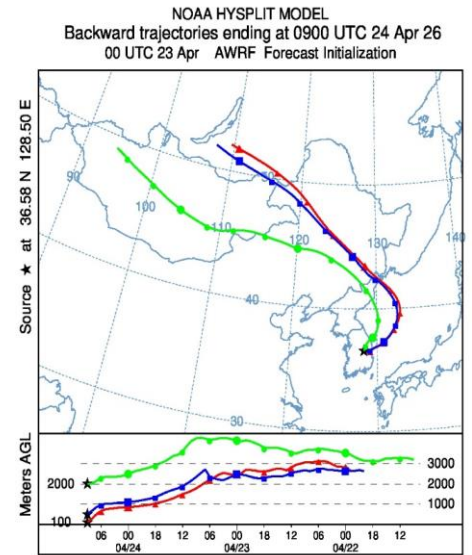 NOAA HYSPLIT MODEL
Backward trajectories ending at 0900 UTC 24 Apr 26
00 UTC 23 Apr AWRF Forecast Initialization
Source ★ at 36.58 N 128.50 E
90
100
110
120
130
140
50
40
30
Meters AGL
2000
100
3000
2000
1000
06 00 18 12 06 00 18 12 06 00 18 12
04/24 04/23 04/22